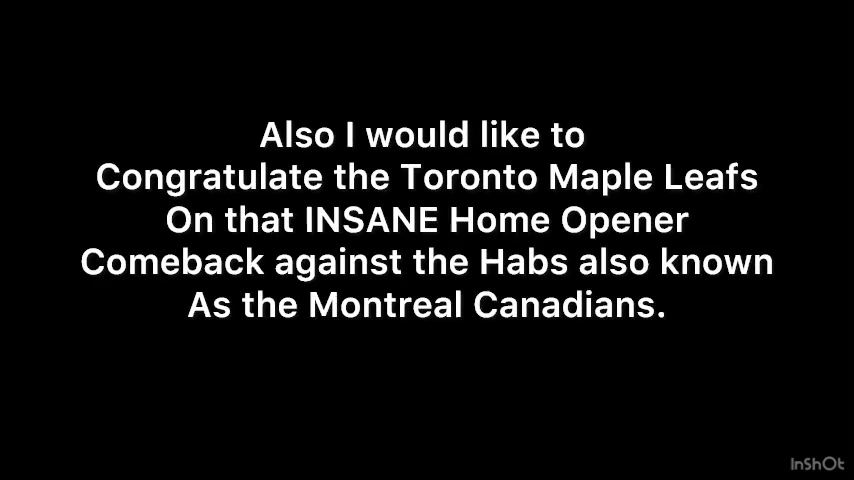 Also I would like to
Congratulate the Toronto Maple Leafs
On that INSANE Home Opener
Comeback against the Habs also known
As the Montreal Canadians.
InShOt